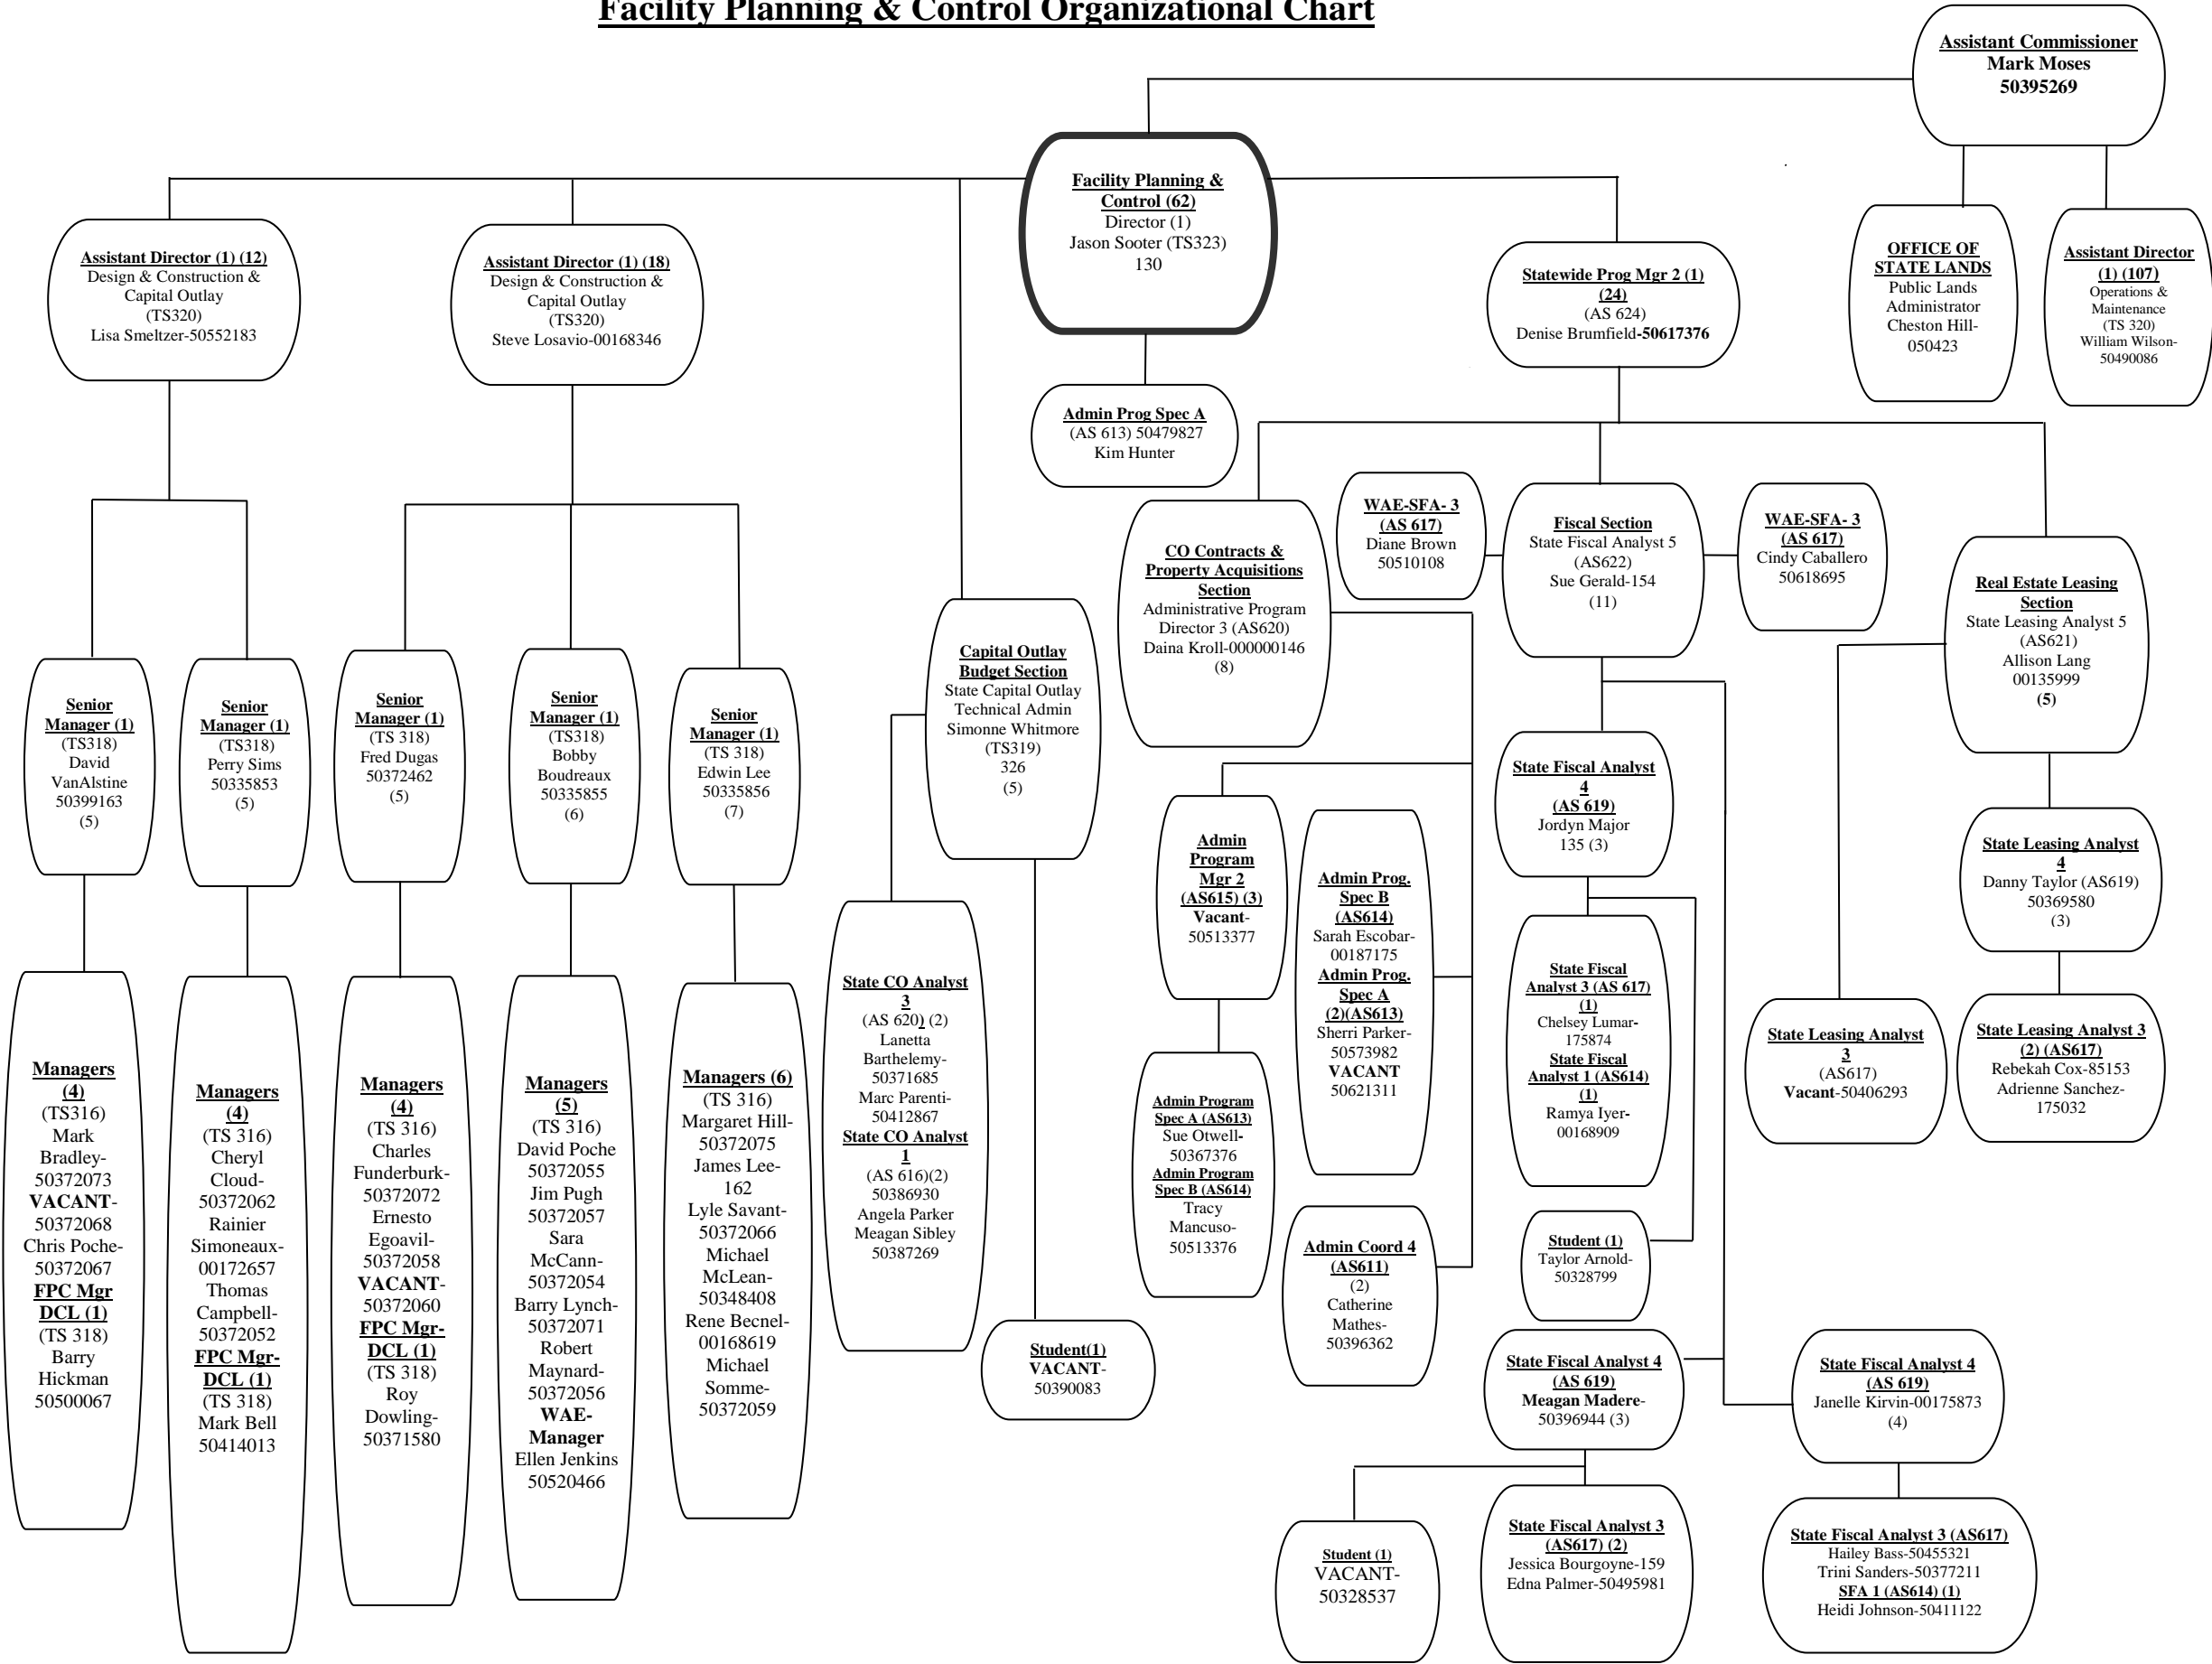 Facility Planning & Control Organizational Chart
Assistant Commissioner
Mark Moses
50395269
Facility Planning &
Control (62)
Director (1)
Jason Sooter (TS323)
130
Assistant Director (1) (12)
Design & Construction &
Capital Outlay
(TS320)
Lisa Smeltzer-50552183
Assistant Director (1) (18)
Design & Construction &
Capital Outlay
(TS320)
Steve Losavio-00168346
Statewide Prog Mgr 2 (1)
(24)
(AS 624)
Denise Brumfield-50617376
OFFICE OF
STATE LANDS
Public Lands
Administrator
Cheston Hill-
050423
Assistant Director
(1) (107)
Operations &
Maintenance
(TS 320)
William Wilson-
50490086
Admin Prog Spec A
(AS 613) 50479827
Kim Hunter
WAE-SFA- 3
(AS 617)
Diane Brown
50510108
Fiscal Section
State Fiscal Analyst 5
(AS622)
Sue Gerald-154
(11)
WAE-SFA- 3
(AS 617)
Cindy Caballero
50618695
CO Contracts &
Property Acquisitions
Section
Administrative Program
Director 3 (AS620)
Daina Kroll-000000146
(8)
Real Estate Leasing
Section
State Leasing Analyst 5
(AS621)
Allison Lang
00135999
(5)
Capital Outlay
Budget Section
State Capital Outlay
Technical Admin
Simonne Whitmore
(TS319)
326
(5)
Senior
Manager (1)
(TS318)
David
VanAlstine
50399163
(5)
Senior
Manager (1)
(TS318)
Perry Sims
50335853
(5)
Senior
Manager (1)
(TS 318)
Fred Dugas
50372462
(5)
Senior
Manager (1)
(TS318)
Bobby
Boudreaux
50335855
(6)
Senior
Manager (1)
(TS 318)
Edwin Lee
50335856
(7)
State Fiscal Analyst
4
(AS 619)
Jordyn Major
135 (3)
Admin
Program
Mgr 2
(AS615) (3)
Vacant-
50513377
Admin Prog.
Spec B
(AS614)
Sarah Escobar-
00187175
Admin Prog.
Spec A
(2)(AS613)
Sherri Parker-
50573982
VACANT
50621311
State Leasing Analyst
4
Danny Taylor (AS619)
50369580
(3)
State CO Analyst
3
(AS 620) (2)
Lanetta
Barthelemy-
50371685
Marc Parenti-
50412867
State CO Analyst
1
(AS 616)(2)
50386930
Angela Parker
Meagan Sibley
50387269
State Fiscal
Analyst 3 (AS 617)
(1)
Chelsey Lumar-
175874
State Fiscal
Analyst 1 (AS614)
(1)
Ramya Iyer-
00168909
State Leasing Analyst
3
(AS617)
Vacant-50406293
State Leasing Analyst 3
(2) (AS617)
Rebekah Cox-85153
Adrienne Sanchez-
175032
Managers
(4)
(TS316)
Mark
Bradley-
50372073
VACANT-
50372068
Chris Poche-
50372067
FPC Mgr
DCL (1)
(TS 318)
Barry
Hickman
50500067
Managers
(4)
(TS 316)
Cheryl
Cloud-
50372062
Rainier
Simoneaux-
00172657
Thomas
Campbell-
50372052
FPC Mgr-
DCL (1)
(TS 318)
Mark Bell
50414013
Managers
(4)
(TS 316)
Charles
Funderburk-
50372072
Ernesto
Egoavil-
50372058
VACANT-
50372060
FPC Mgr-
DCL (1)
(TS 318)
Roy
Dowling-
50371580
Managers
(5)
(TS 316)
David Poche
50372055
Jim Pugh
50372057
Sara
McCann-
50372054
Barry Lynch-
50372071
Robert
Maynard-
50372056
WAE-
Manager
Ellen Jenkins
50520466
Managers (6)
(TS 316)
Margaret Hill-
50372075
James Lee-
162
Lyle Savant-
50372066
Michael
McLean-
50348408
Rene Becnel-
00168619
Michael
Somme-
50372059
Admin Program
Spec A (AS613)
Sue Otwell-
50367376
Admin Program
Spec B (AS614)
Tracy
Mancuso-
50513376
Admin Coord 4
(AS611)
(2)
Catherine
Mathes-
50396362
Student (1)
Taylor Arnold-
50328799
Student(1)
VACANT-
50390083
State Fiscal Analyst 4
(AS 619)
Meagan Madere-
50396944 (3)
State Fiscal Analyst 4
(AS 619)
Janelle Kirvin-00175873
(4)
Student (1)
VACANT-
50328537
State Fiscal Analyst 3
(AS617) (2)
Jessica Bourgoyne-159
Edna Palmer-50495981
State Fiscal Analyst 3 (AS617)
Hailey Bass-50455321
Trini Sanders-50377211
SFA 1 (AS614) (1)
Heidi Johnson-50411122